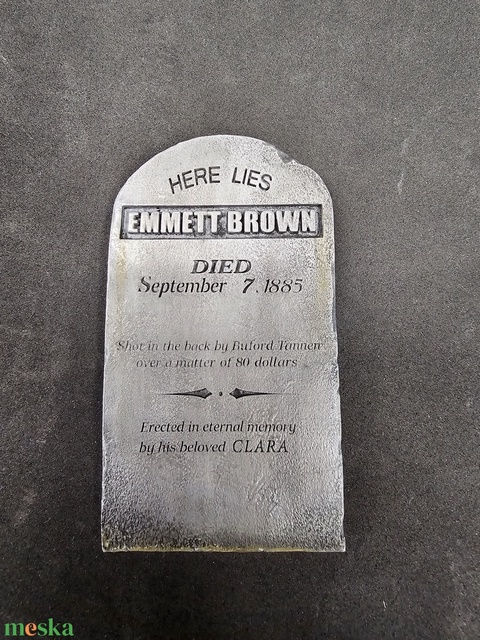 HERE LIES
EMMETT BROWN
DIED
September 7, 1885
Shot in the back by Buford Tannen
over a matter of 80 dollars
Erected in eternal memory
by his beloved CLARA
meska